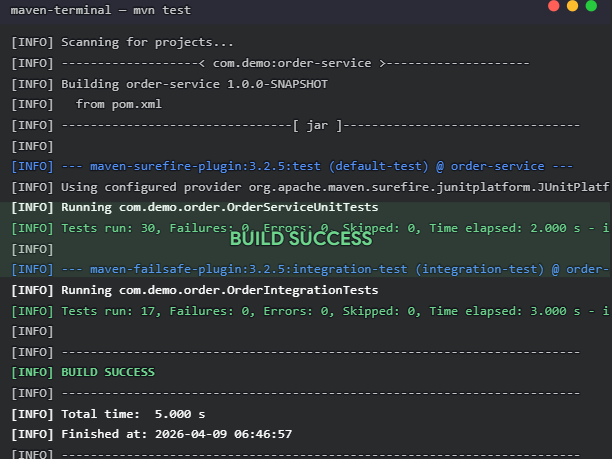 maven-terminal — mvn test
[INFO] Scanning for projects...
[INFO] -------------------< com.demo:order-service >--------------------
[INFO] Building order-service 1.0.0-SNAPSHOT
[INFO]   from pom.xml
[INFO] --------------------------------[ jar ]---------------------------------
[INFO]
[INFO] --- maven-surefire-plugin:3.2.5:test (default-test) @ order-service ---
[INFO] Using configured provider org.apache.maven.surefire.junitplatform.JUnitPlatf
[INFO] Running com.demo.order.OrderServiceUnitTests
[INFO] Tests run: 30, Failures: 0, Errors: 0, Skipped: 0, Time elapsed: 2.000 s - i
BUILD SUCCESS
[INFO]
[INFO] --- maven-failsafe-plugin:3.2.5:integration-test (integration-test) @ order-
[INFO] Running com.demo.order.OrderIntegrationTests
[INFO] Tests run: 17, Failures: 0, Errors: 0, Skipped: 0, Time elapsed: 3.000 s - i
[INFO]
[INFO] ------------------------------------------------------------------------
[INFO] BUILD SUCCESS
[INFO] ------------------------------------------------------------------------
[INFO] Total time:  5.000 s
[INFO] Finished at: 2026-04-09 06:46:57
[INFO] ------------------------------------------------------------------------